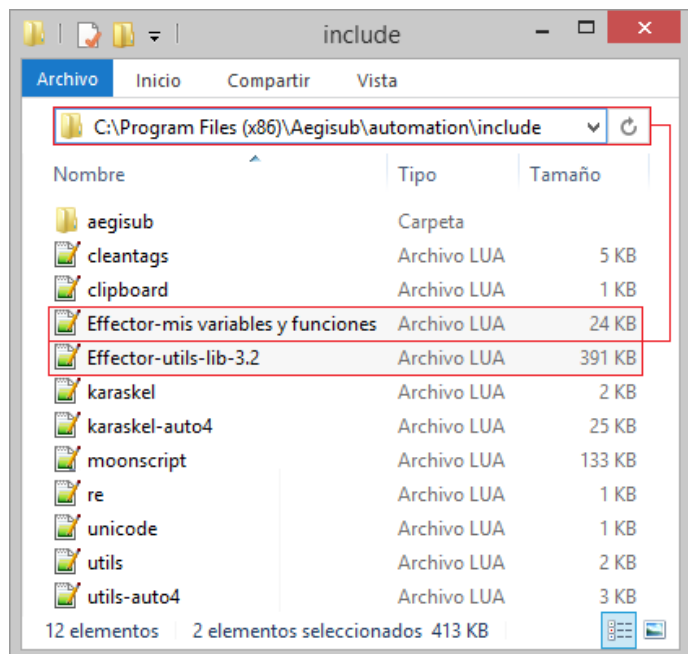 include
Archivo Inicio Compartir Vista
C:\Program Files (x86)\Aegisub\automation\include
Nombre Tipo Tamaño
aegisub Carpeta
cleantags Archivo LUA 5 KB
clipboard Archivo LUA 1 KB
Effector-mis variables y funciones Archivo LUA 24 KB
Effector-utils-lib-3.2 Archivo LUA 391 KB
karaskel Archivo LUA 2 KB
karaskel-auto4 Archivo LUA 25 KB
moonscript Archivo LUA 133 KB
re Archivo LUA 1 KB
unicode Archivo LUA 1 KB
utils Archivo LUA 2 KB
utils-auto4 Archivo LUA 3 KB
12 elementos 2 elementos seleccionados 413 KB